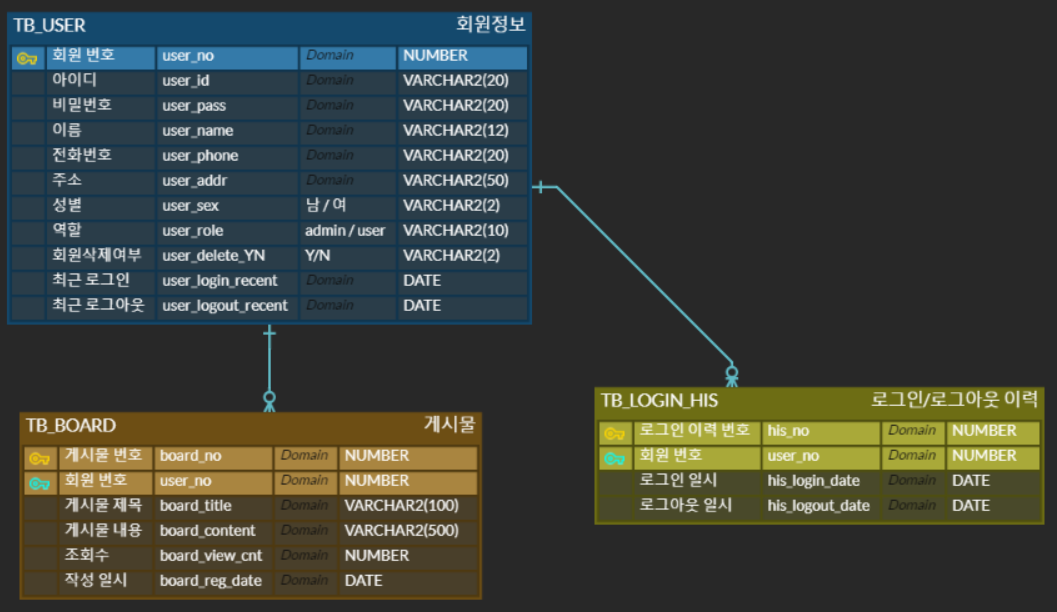 TB_USER 회원정보
회원 번호 user_no Domain NUMBER
아이디 user_id Domain VARCHAR2(20)
비밀번호 user_pass Domain VARCHAR2(20)
이름 user_name Domain VARCHAR2(12)
전화번호 user_phone Domain VARCHAR2(20)
주소 user_addr Domain VARCHAR2(50)
성별 user_sex 남 / 여 VARCHAR2(2)
역할 user_role admin / user VARCHAR2(10)
회원삭제여부 user_delete_YN Y/N VARCHAR2(2)
최근 로그인 user_login_recent Domain DATE
최근 로그아웃 user_logout_recent Domain DATE
TB_BOARD 게시물
게시물 번호 board_no Domain NUMBER
회원 번호 user_no Domain NUMBER
게시물 제목 board_title Domain VARCHAR2(100)
게시물 내용 board_content Domain VARCHAR2(500)
조회수 board_view_cnt Domain NUMBER
작성 일시 board_reg_date Domain DATE
TB_LOGIN_HIS 로그인/로그아웃 이력
로그인 이력 번호 his_no Domain NUMBER
회원 번호 user_no Domain NUMBER
로그인 일시 his_login_date Domain DATE
로그아웃 일시 his_logout_date Domain DATE